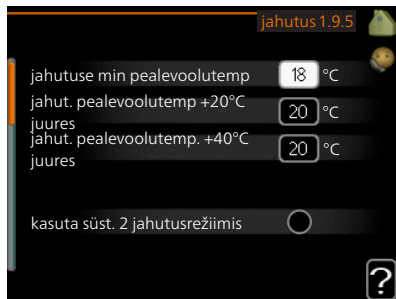 jahutus 1.9.5
jahutuse min pealevoolutemp 18 °C
jahut. pealevoolutemp +20°C
juures 20 °C
jahut. pealevoolutemp. +40°C
juures 20 °C
kasuta süst. 2 jahutusrežiimis
?